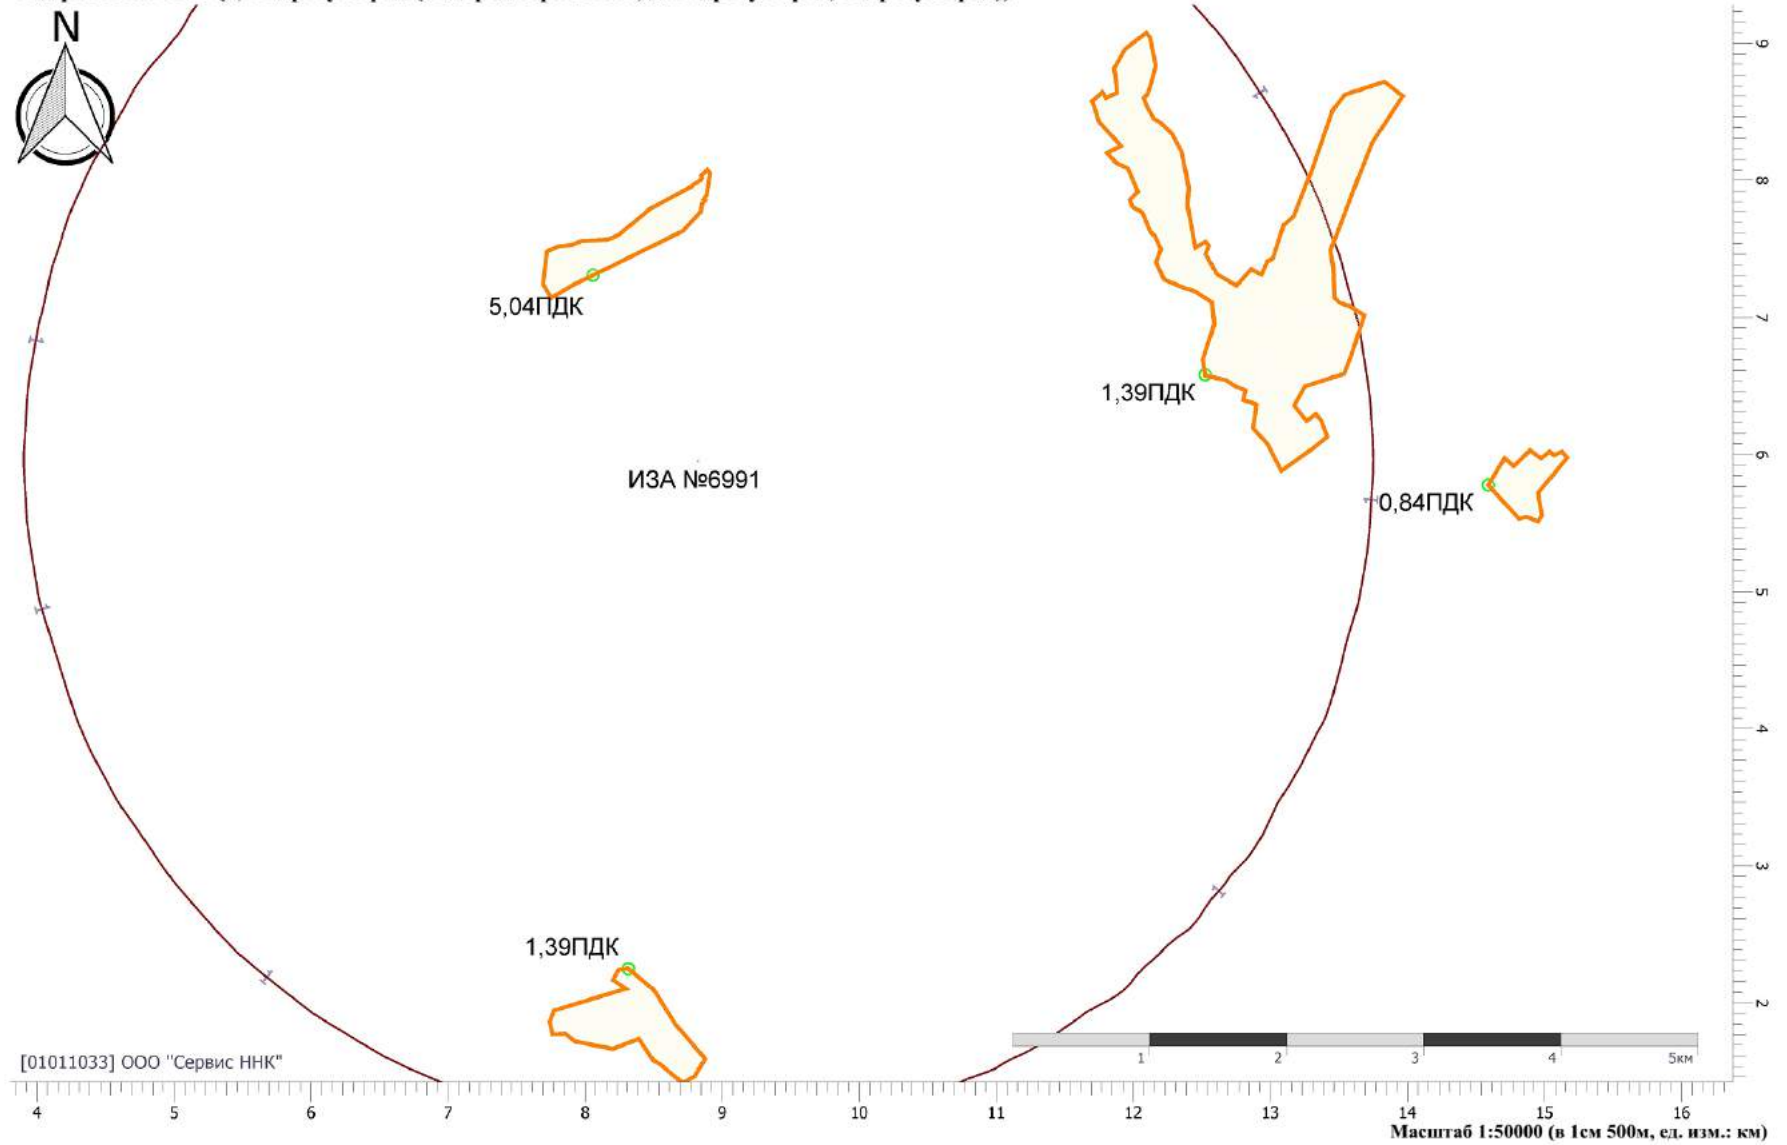 N
9
8
5,04ПДК
7
1,39ПДК
ИЗА №6991
6
0,84ПДК
5
4
3
1,39ПДК
2
[01011033] ООО "Сервис ННК"
1 2 3 4 5км
4 5 6 7 8 9 10 11 12 13 14 15 16
Масштаб 1:50000 (в 1см 500м, ед. изм.: км)